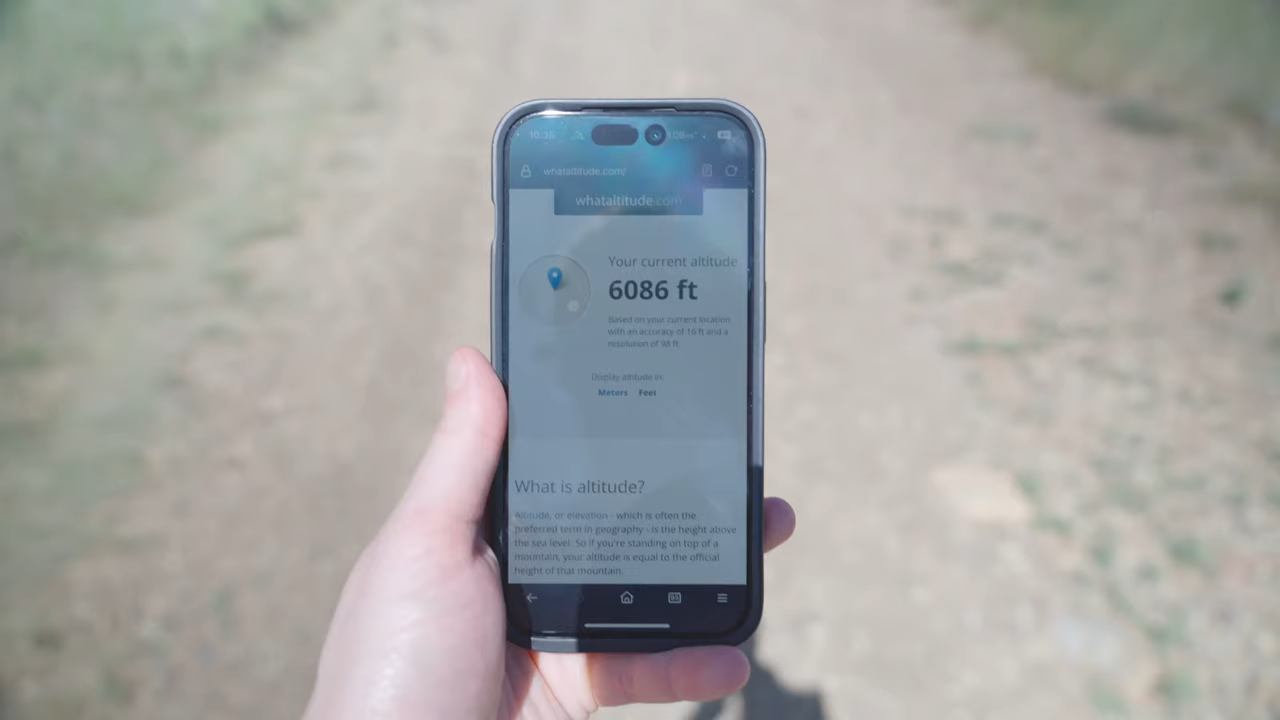 10:36
whataltitude.com/
whataltitude.com
Your current altitude
6086 ft
Based on your current location
with an accuracy of 16 ft and a
resolution of 98 ft
Display altitude in:
Meters Feet
What is altitude?
Altitude, or elevation - which is often the
preferred term in geography - is the height above
the sea level. So if you're standing on top of a
mountain, your altitude is equal to the official
height of that mountain.